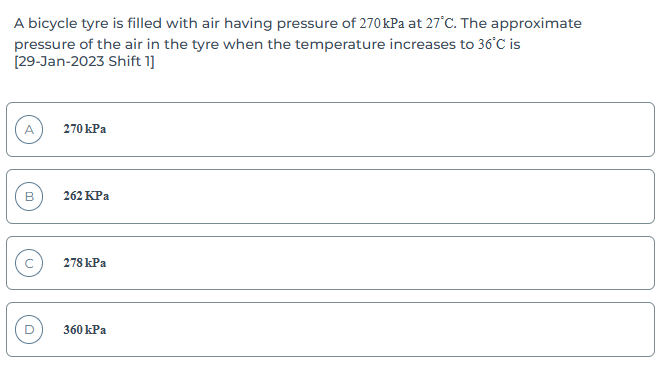 A bicycle tyre is filled with air having pressure of 270 kPa at 27°C. The approximate
pressure of the air in the tyre when the temperature increases to 36°C is
[29-Jan-2023 Shift 1]
A 270 kPa
B 262 KPa
C 278 kPa
D 360 kPa